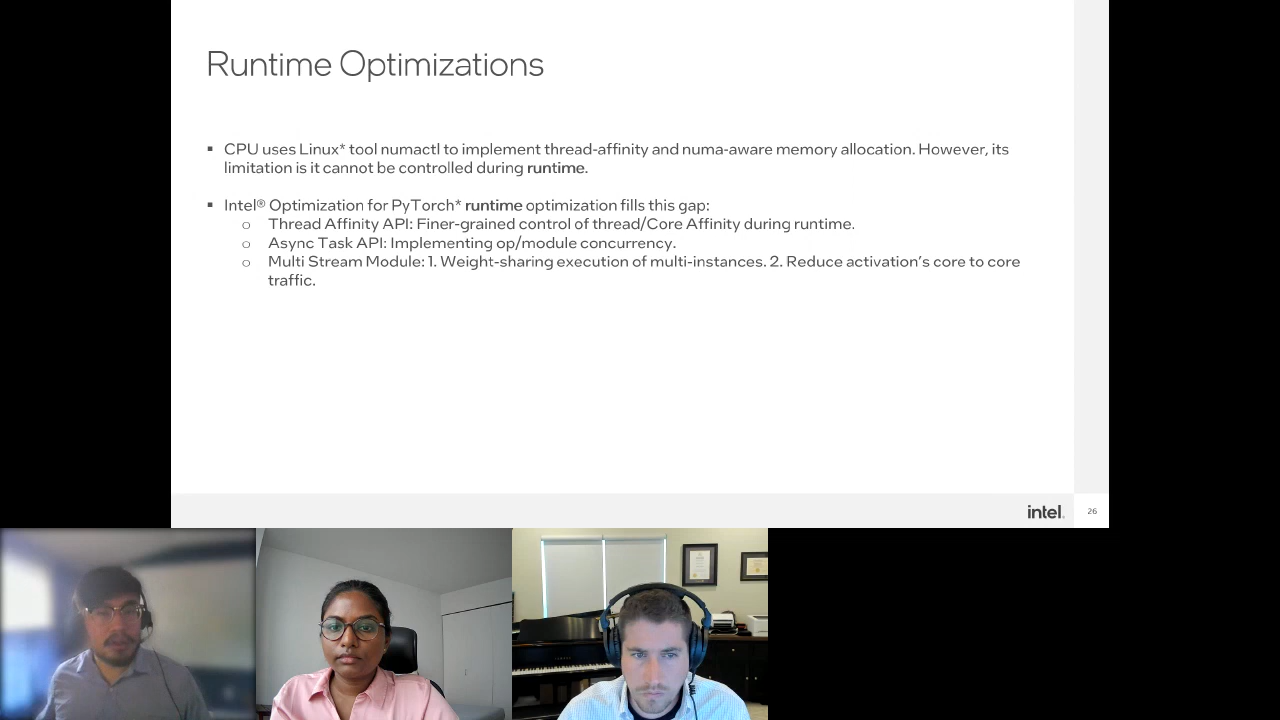 Runtime Optimizations
▪ CPU uses Linux* tool numactl to implement thread-affinity and numa-aware memory allocation. However, its
limitation is it cannot be controlled during runtime.
▪ Intel® Optimization for PyTorch* runtime optimization fills this gap:
o Thread Affinity API: Finer-grained control of thread/Core Affinity during runtime.
o Async Task API: Implementing op/module concurrency.
o Multi Stream Module: 1. Weight-sharing execution of multi-instances. 2. Reduce activation's core to core
traffic.
intel.
26